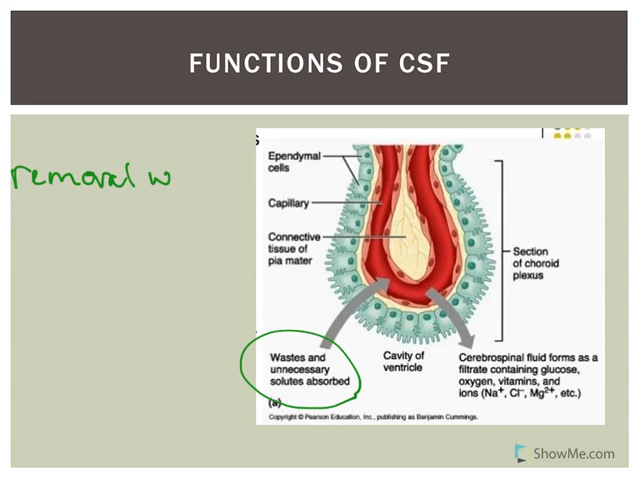 FUNCTIONS OF CSF
removal w
s
Ependymal
cells
Capillary
Connective
tissue of
pia mater
Section
of choroid
plexus
Wastes and
unnecessary
solutes absorbed
Cavity of
ventricle
Cerebrospinal fluid forms as a
filtrate containing glucose,
oxygen, vitamins, and
ions (Na⁺, Cl⁻, Mg²⁺, etc.)
(a)
Copyright © Pearson Education, Inc., publishing as Benjamin Cummings.
ShowMe.com